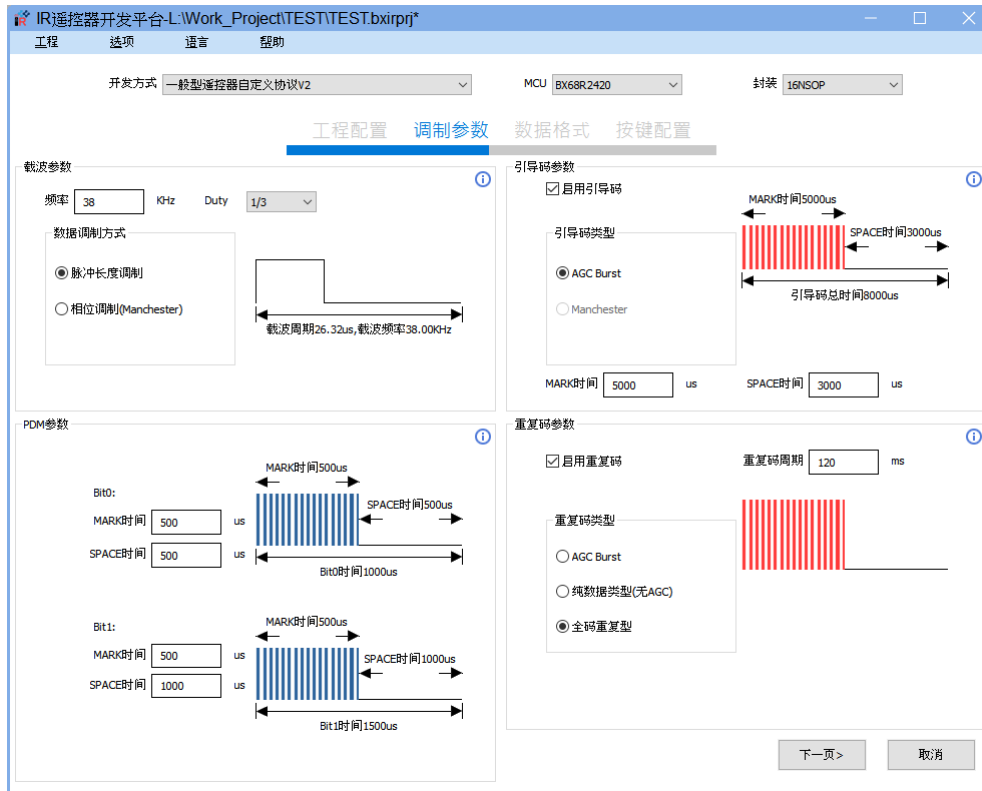 IR遥控器开发平台-L:\Work_Project\TEST\TEST.bxirprj*
工程 选项 语言 帮助
开发方式 一般型遥控器自定义协议V2 MCU BX68R2420 封装 16NSOP
工程配置 调制参数 数据格式 按键配置
载波参数
频率 38 KHz Duty 1/3
数据调制方式
脉冲长度调制
相位调制(Manchester)
载波周期26.32us,载波频率38.00KHz
引导码参数
启用引导码
MARK时间5000us
引导码类型
SPACE时间3000us
AGC Burst
引导码总时间8000us
Manchester
MARK时间 5000 us SPACE时间 3000 us
PDM参数
MARK时间500us
Bit0:
SPACE时间500us
MARK时间 500 us
SPACE时间 500 us
Bit0时间1000us
MARK时间500us
Bit1:
MARK时间 500 us
SPACE时间1000us
SPACE时间 1000 us
Bit1时间1500us
重复码参数
启用重复码 重复码周期 120 ms
重复码类型
AGC Burst
纯数据类型(无AGC)
全码重复型
下一页> 取消